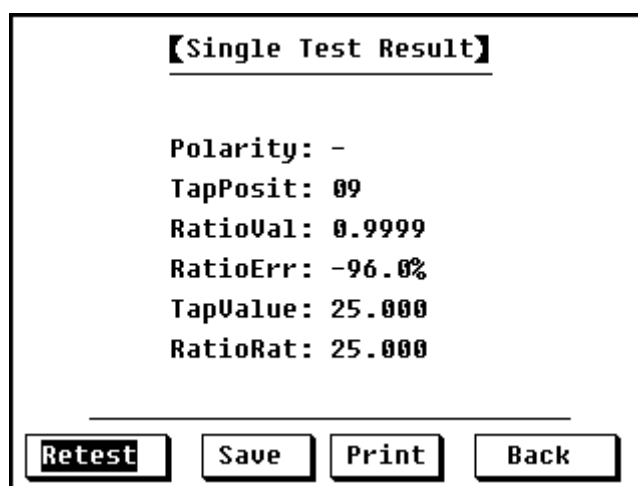 【Single Test Result】
Polarity: -
TapPosit: 09
RatioVal: 0.9999
RatioErr: -96.0%
TapValue: 25.000
RatioRat: 25.000
Retest Save Print Back